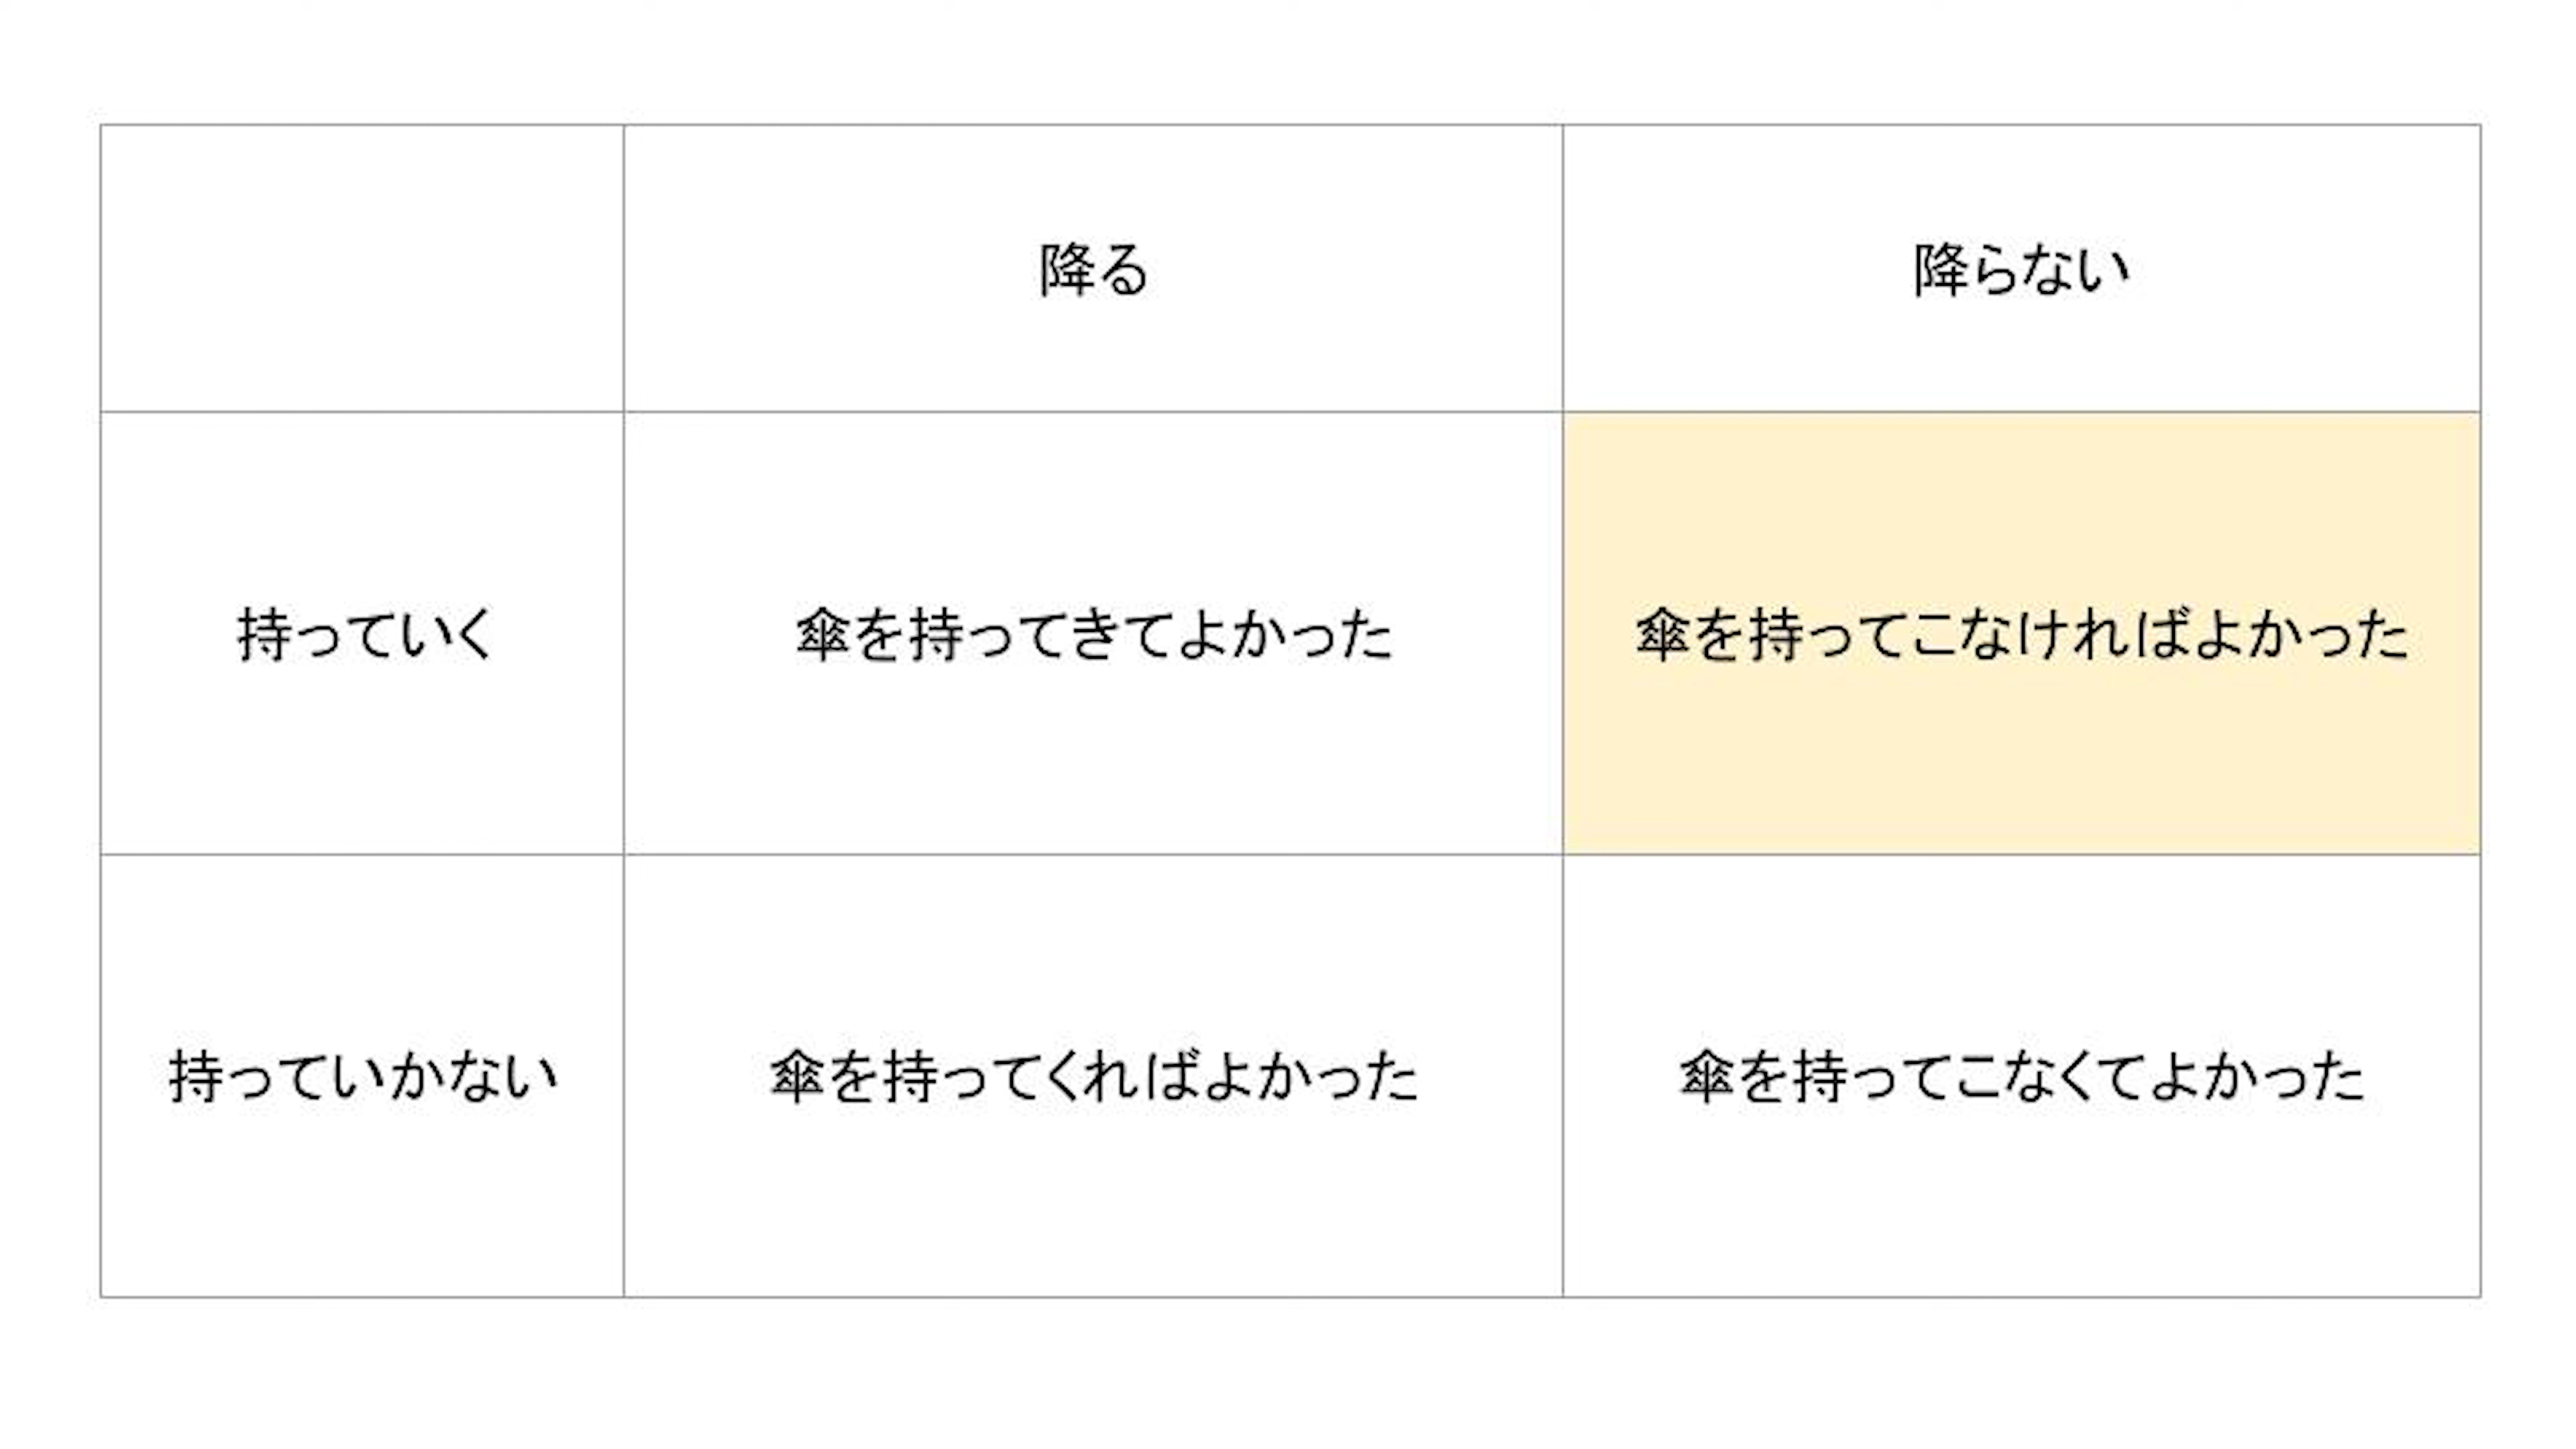 降る
降らない
持っていく
傘を持ってきてよかった
傘を持ってこなければよかった
持っていかない
傘を持ってくればよかった
傘を持ってこなくてよかった